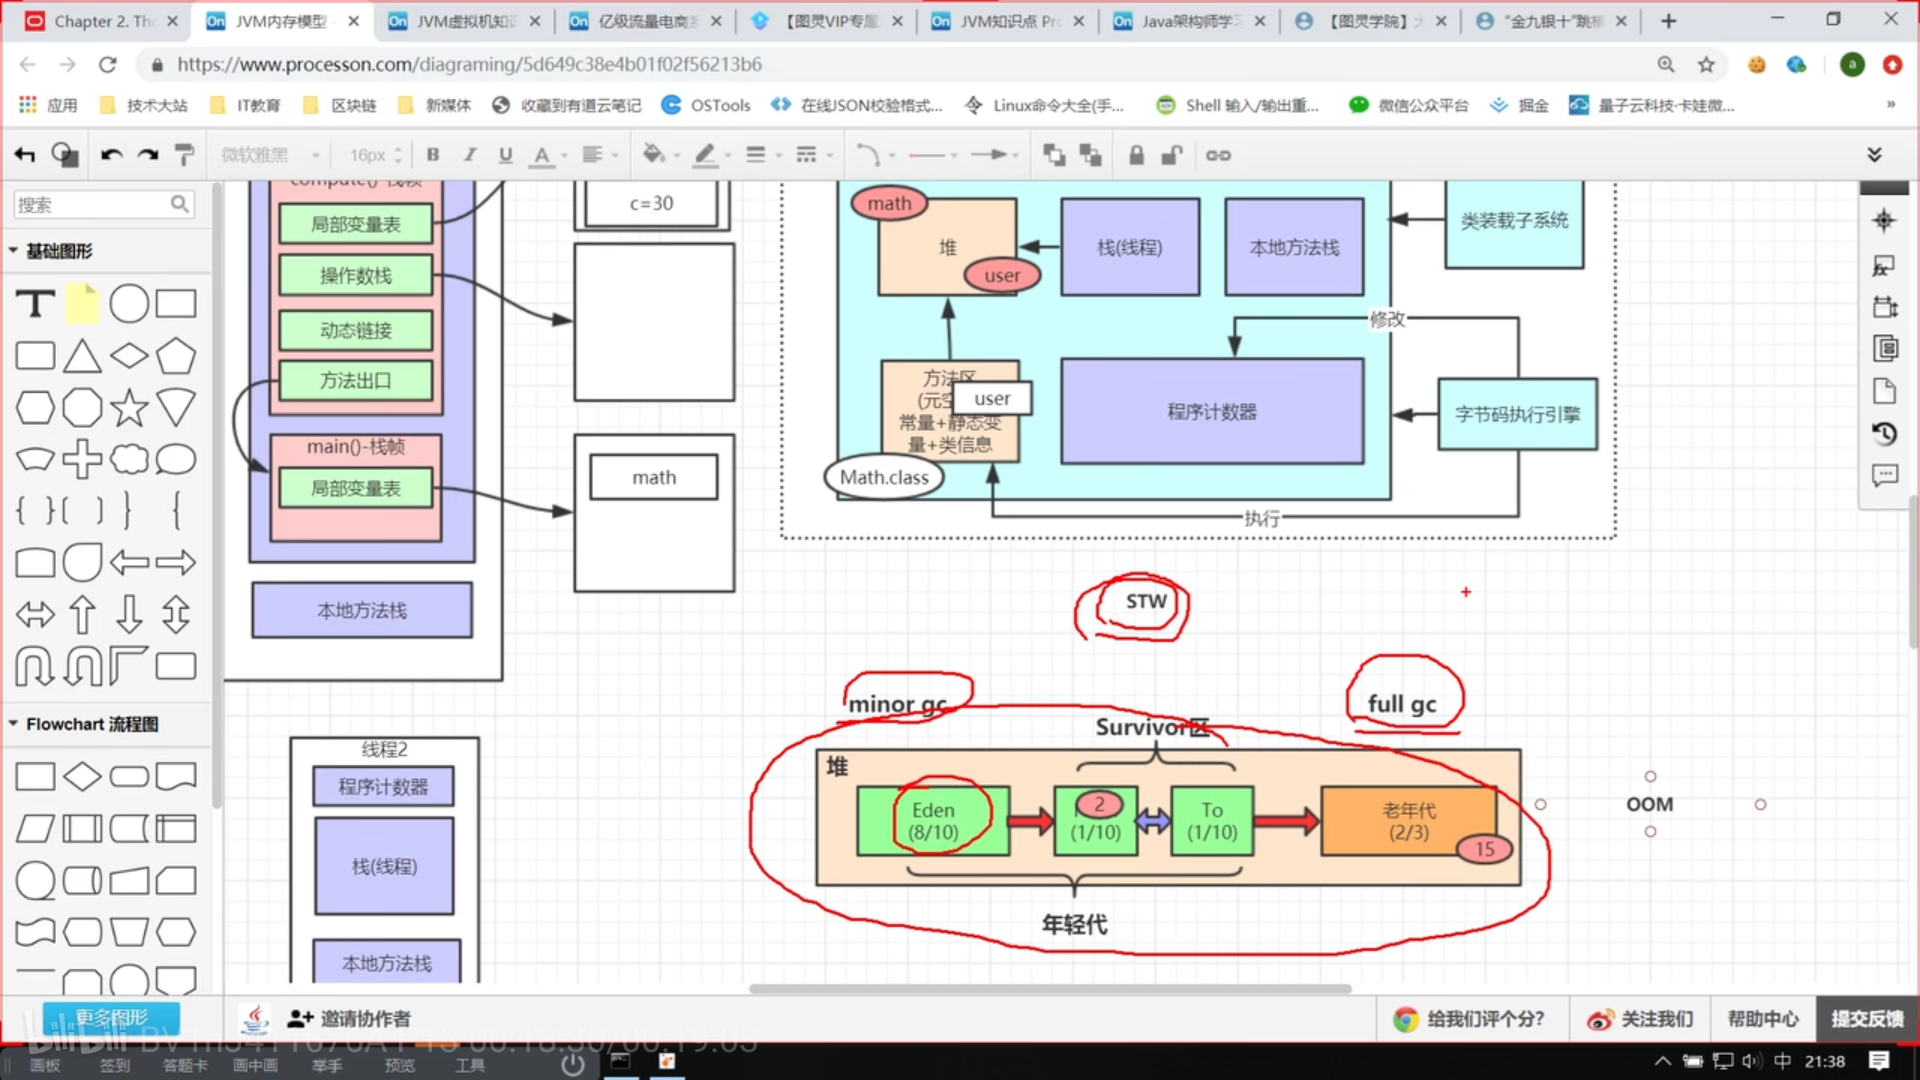 Chapter 2. Th
JVM内存模型
JVM虚拟机知
亿级流量电商
【图灵VIP专
JVM知识点 Pr
Java架构师学
【图灵学院】
“金九银十”跳
https://www.processon.com/diagraming/5d649c38e4b01f02f56213b6
a
应用
技术大站
IT教育
区块链
新媒体
收藏到有道云笔记
OSTools
在线JSON校验格式...
Linux命令大全(手...
Shell 输入/输出重...
微信公众平台
掘金
量子云科技·卡娃微...
微软雅黑
16px
B I U A
搜索
基础图形
Flowchart 流程图
更多图形
compute()-栈帧
局部变量表
操作数栈
动态链接
方法出口
main()-栈帧
局部变量表
本地方法栈
c=30
math
线程2
程序计数器
栈(线程)
本地方法栈
math
堆
user
栈(线程)
本地方法栈
类装载子系统
修改
方法区
(元空
user
常量+静态变
量+类信息
Math.class
程序计数器
字节码执行引擎
执行
STW
minor gc
full gc
Survivor区
堆
Eden
(8/10)
2
(1/10)
To
(1/10)
老年代
(2/3)
15
OOM
年轻代
邀请协作者
给我们评个分?
关注我们
帮助中心
提交反馈
bilibili
画板
签到
答题卡
画中画
举手
预览
工具
中
21:38